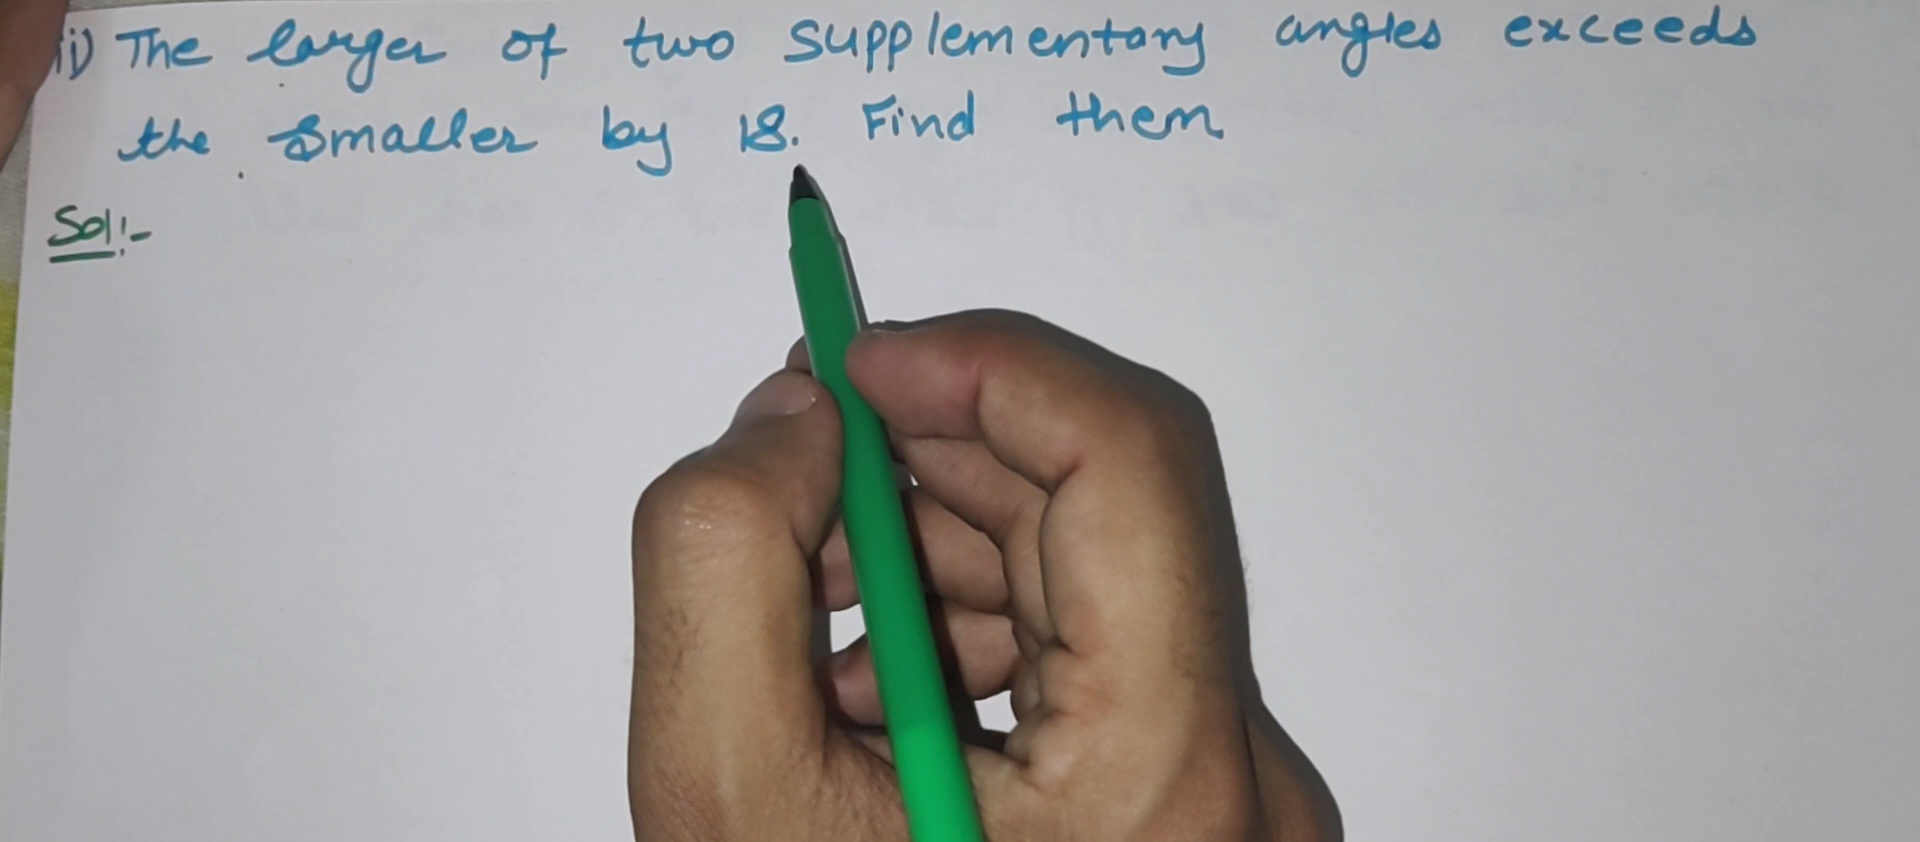 ii) The larger of two supplementary angles exceeds
the smaller by 18. Find them
Sol:-